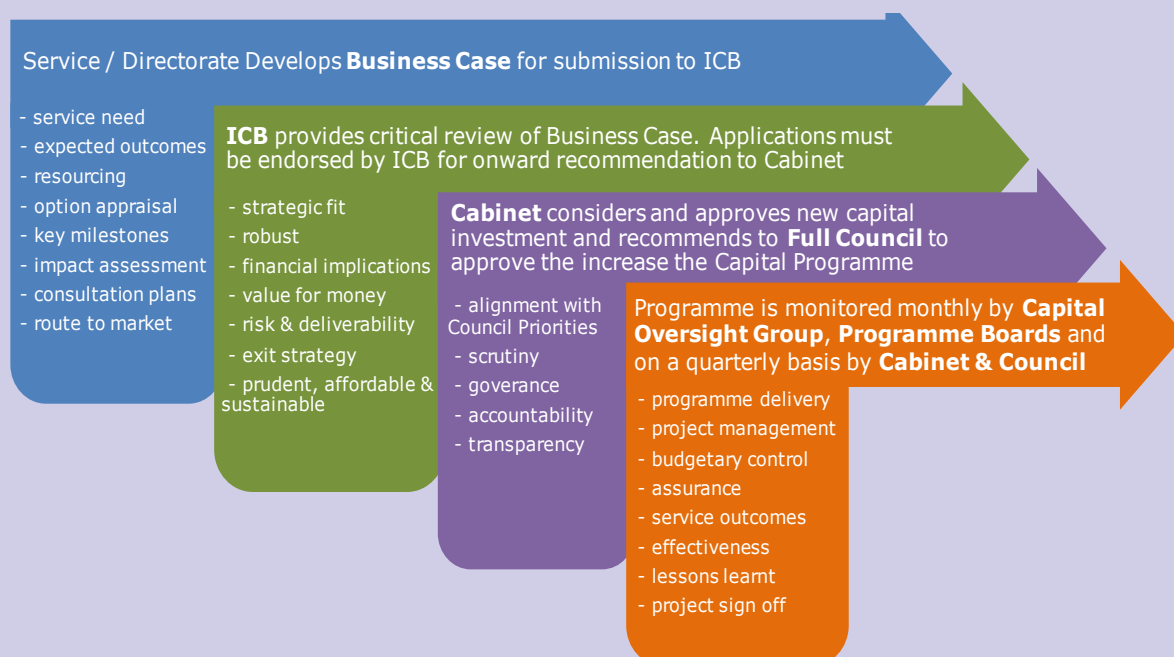 Service / Directorate Develops Business Case for submission to ICB
- service need
- expected outcomes
- resourcing
- option appraisal
- key milestones
- impact assessment
- consultation plans
- route to market
ICB provides critical review of Business Case. Applications must
be endorsed by ICB for onward recommendation to Cabinet
- strategic fit
- robust
- financial implications
- value for money
- risk & deliverability
- exit strategy
- prudent, affordable &
sustainable
Cabinet considers and approves new capital
investment and recommends to Full Council to
approve the increase the Capital Programme
- alignment with
Council Priorities
- scrutiny
- goverance
- accountability
- transparency
Programme is monitored monthly by Capital
Oversight Group, Programme Boards and
on a quarterly basis by Cabinet & Council
- programme delivery
- project management
- budgetary control
- assurance
- service outcomes
- effectiveness
- lessons learnt
- project sign off